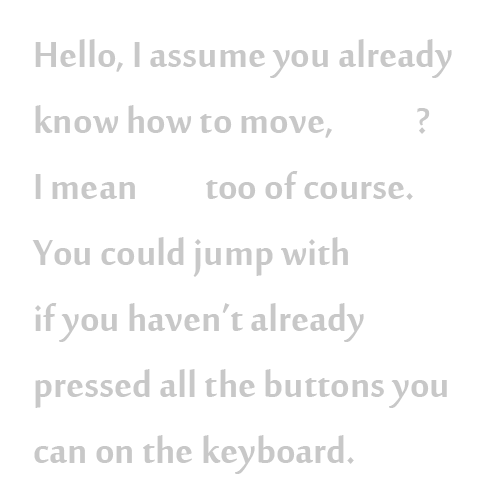 Hello, I assume you already
know how to move, ?
I mean too of course.
You could jump with
if you haven't already
pressed all the buttons you
can on the keyboard.